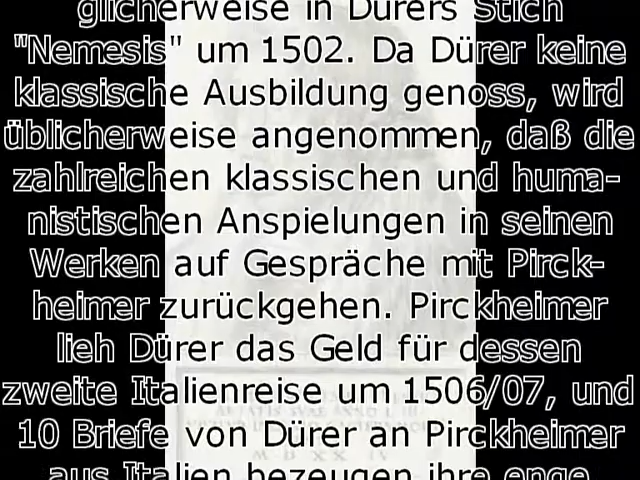 glicherweise in Dürers Stich
"Nemesis" um 1502. Da Dürer keine
klassische Ausbildung genoss, wird
üblicherweise angenommen, daß die
zahlreichen klassischen und huma-
nistischen Anspielungen in seinen
Werken auf Gespräche mit Pirck-
heimer zurückgehen. Pirckheimer
lieh Dürer das Geld für dessen
zweite Italienreise um 1506/07, und
10 Briefe von Dürer an Pirckheimer
aus Italien bezeugen ihre enge